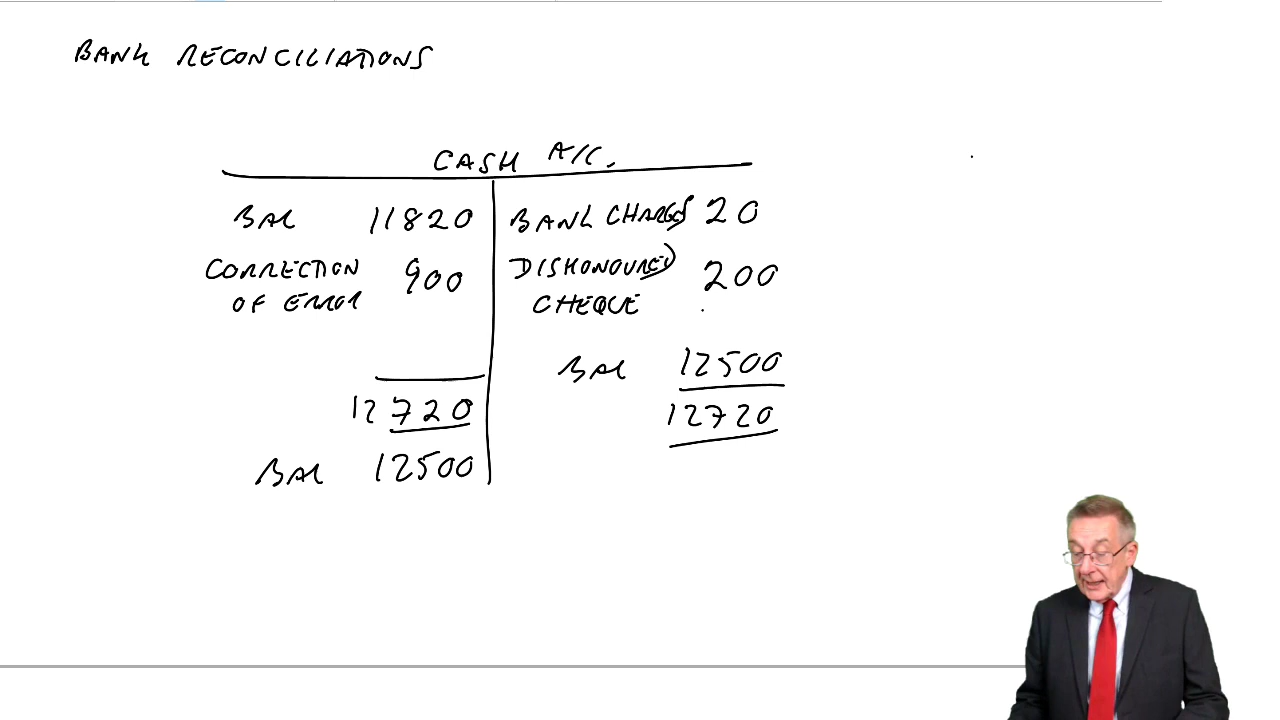 BANK RECONCILIATIONS
CASH A/C.
BAL 11820 BANK CHARGES 20
CORRECTION 900 DISHONOURED 200
OF ERROR CHEQUE
BAL 12500
12720 12720
BAL 12500